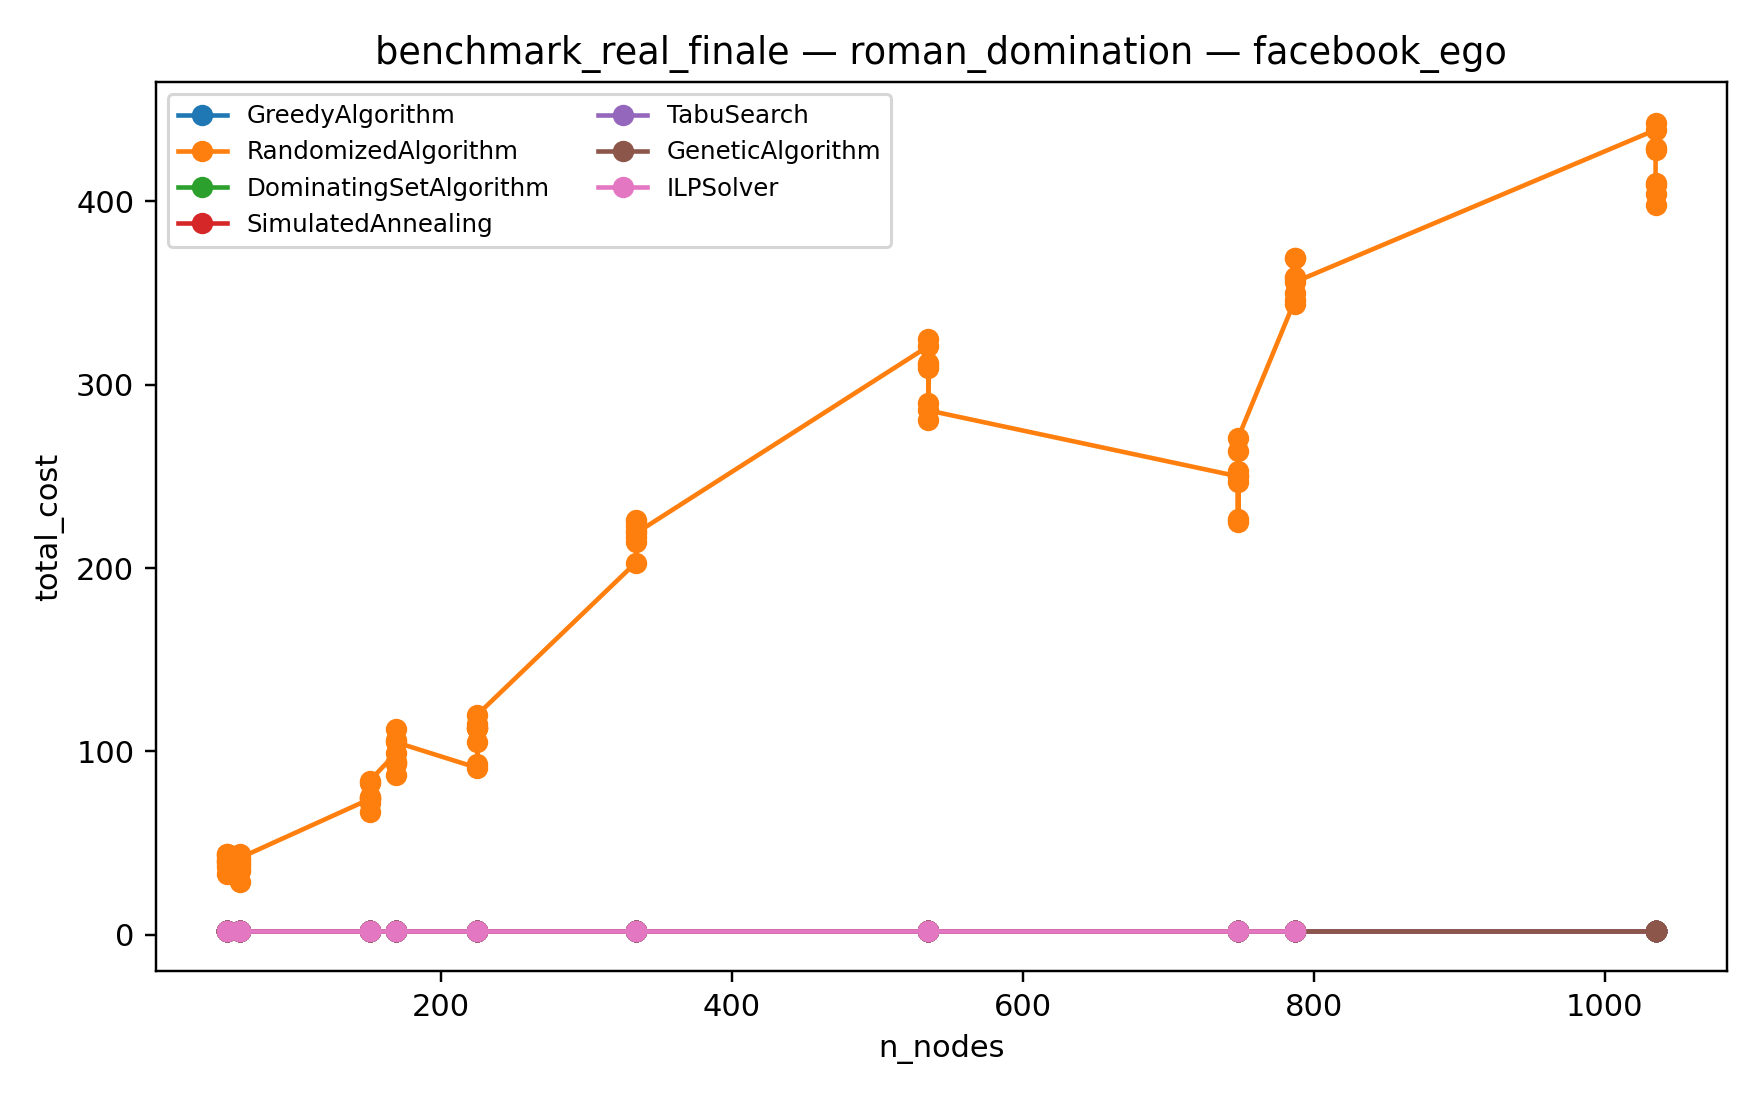 benchmark_real_finale — roman_domination — facebook_ego
GreedyAlgorithm
RandomizedAlgorithm
DominatingSetAlgorithm
SimulatedAnnealing
TabuSearch
GeneticAlgorithm
ILPSolver
total_cost
400
300
200
100
0
200
400
600
800
1000
n_nodes